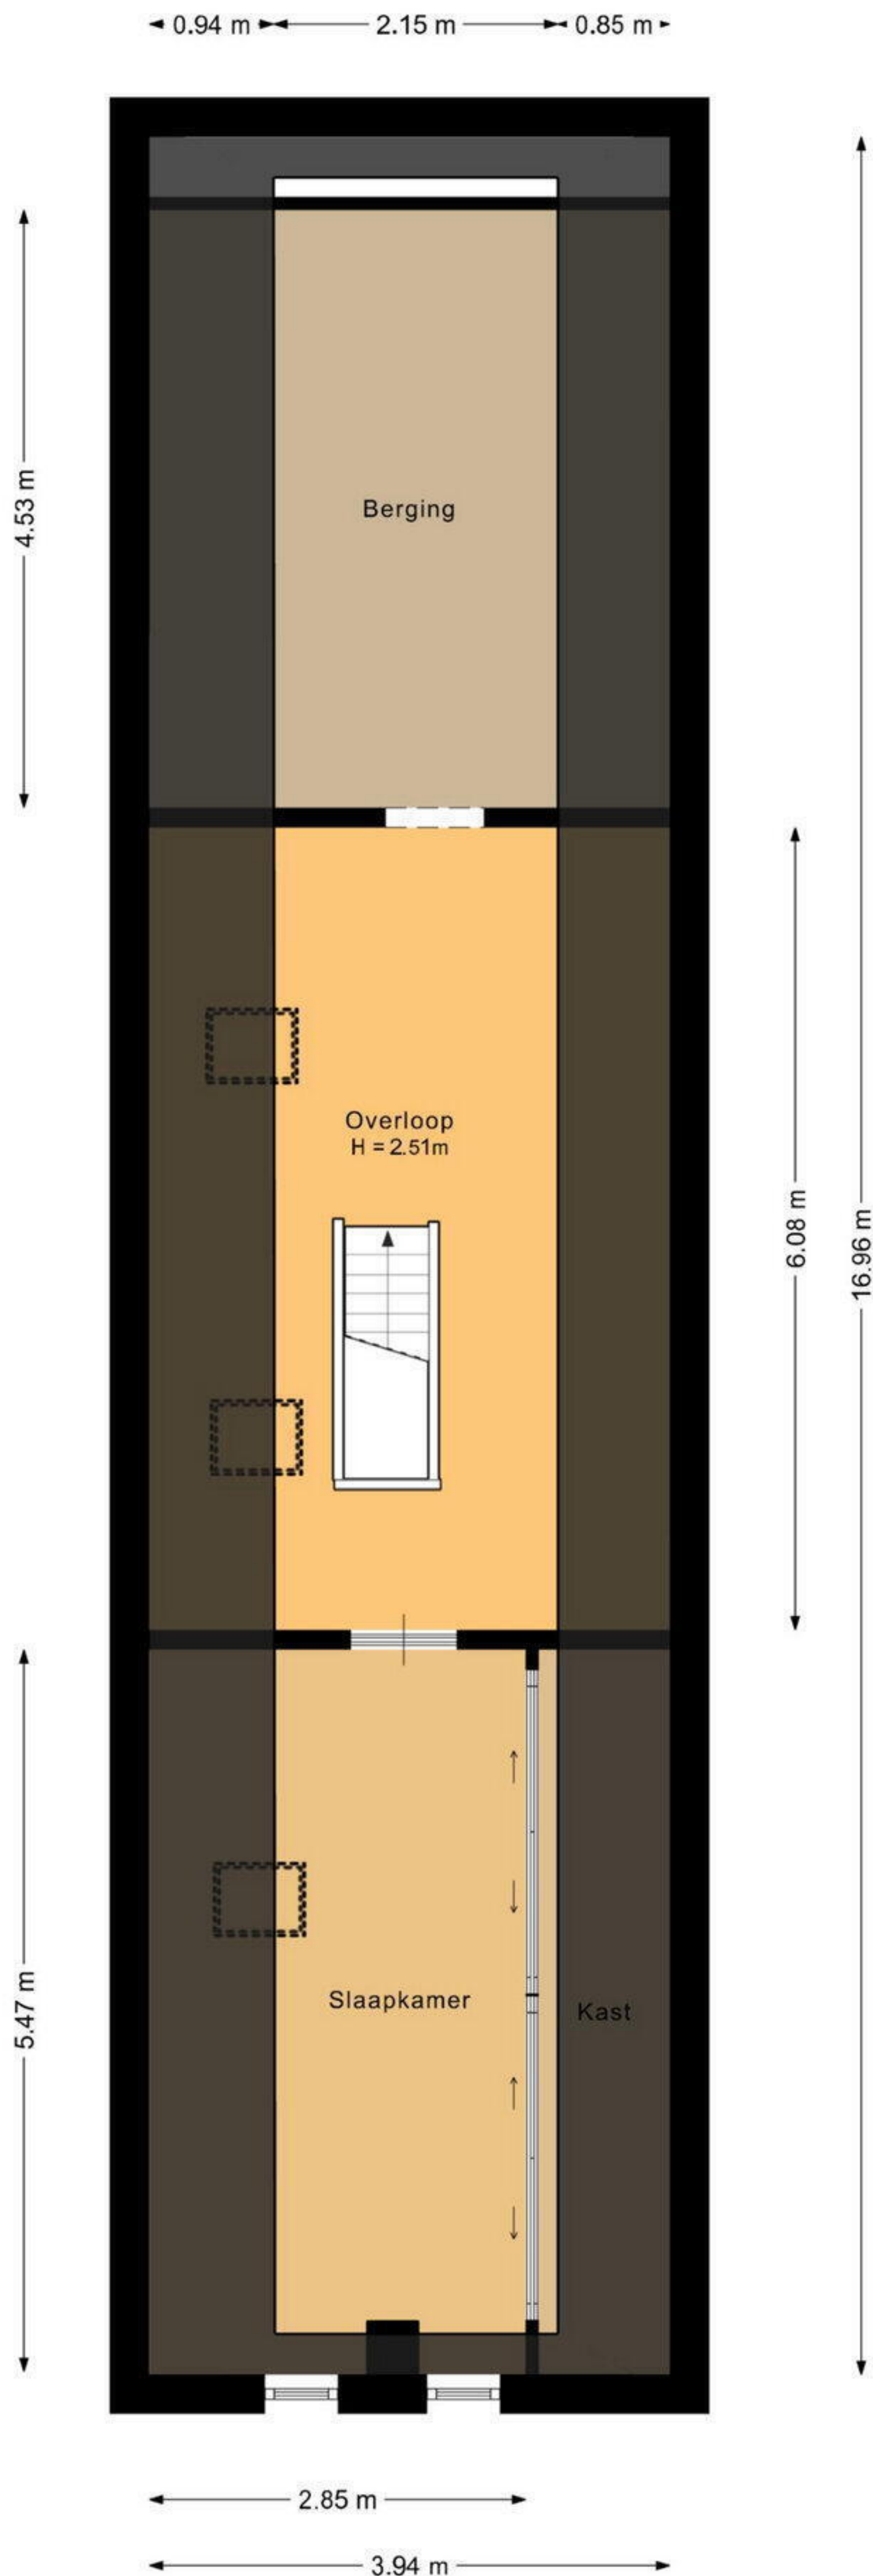 0.94 m
2.15 m
0.85 m
4.53 m
Berging
Overloop
H = 2.51m
6.08 m
16.96 m
5.47 m
Slaapkamer
Kast
2.85 m
3.94 m